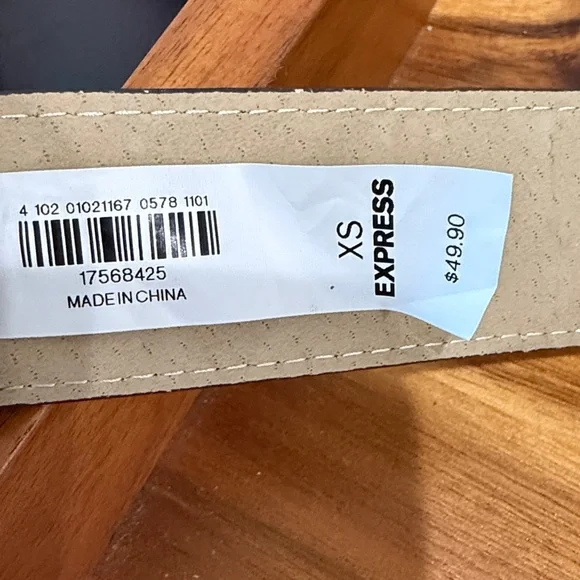 4 102 01021167 0578 1101
17568425
MADE IN CHINA
XS
EXPRESS
$49.90